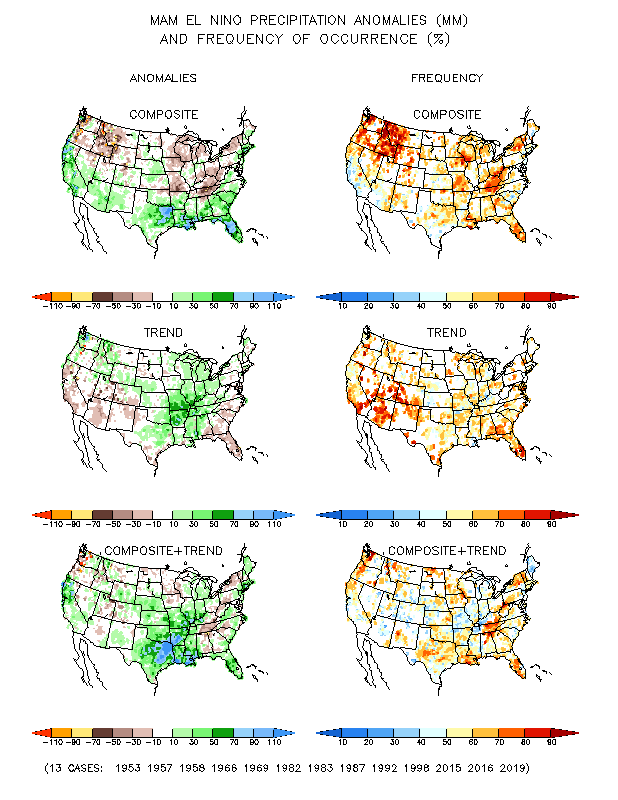 MAM EL NINO PRECIPITATION ANOMALIES (MM)
AND FREQUENCY OF OCCURRENCE (%)
ANOMALIES FREQUENCY
COMPOSITE COMPOSITE
-110 -90 -70 -50 -30 -10 10 30 50 70 90 110 10 20 30 40 50 60 70 80 90
TREND TREND
-110 -90 -70 -50 -30 -10 10 30 50 70 90 110 10 20 30 40 50 60 70 80 90
COMPOSITE+TREND COMPOSITE+TREND
-110 -90 -70 -50 -30 -10 10 30 50 70 90 110 10 20 30 40 50 60 70 80 90
(13 CASES: 1953 1957 1958 1966 1969 1982 1983 1987 1992 1998 2015 2016 2019)